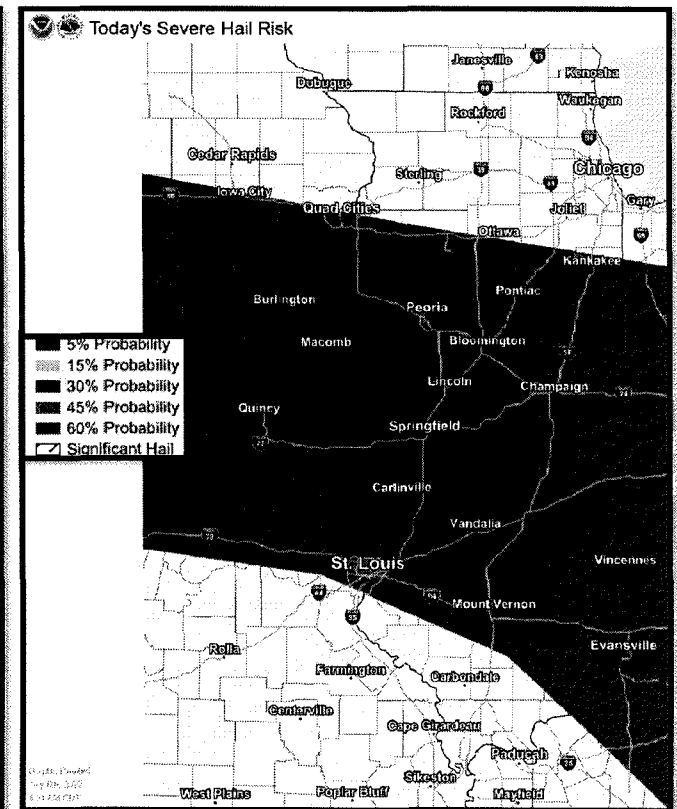 Today's Severe Hail Risk
Janesville
Kenosha
Dubuque
Waukegan
Rockford
Cedar Rapids
Sterling
Chicago
Iowa City
Quad Cities
Joliet
Gary
Ottawa
Kankakee
Burlington
Pontiac
Peoria
5% Probability
Macomb
Bloomington
15% Probability
30% Probability
Lincoln
Champaign
45% Probability
Quincy
60% Probability
Springfield
Significant Hail
Carlinville
Vandalia
St. Louis
Vincennes
Mount Vernon
Rolla
Evansville
Farmington
Carbondale
Centerville
Cape Girardeau
Paducah
Sikeston
West Plains
Poplar Bluff
Mayfield